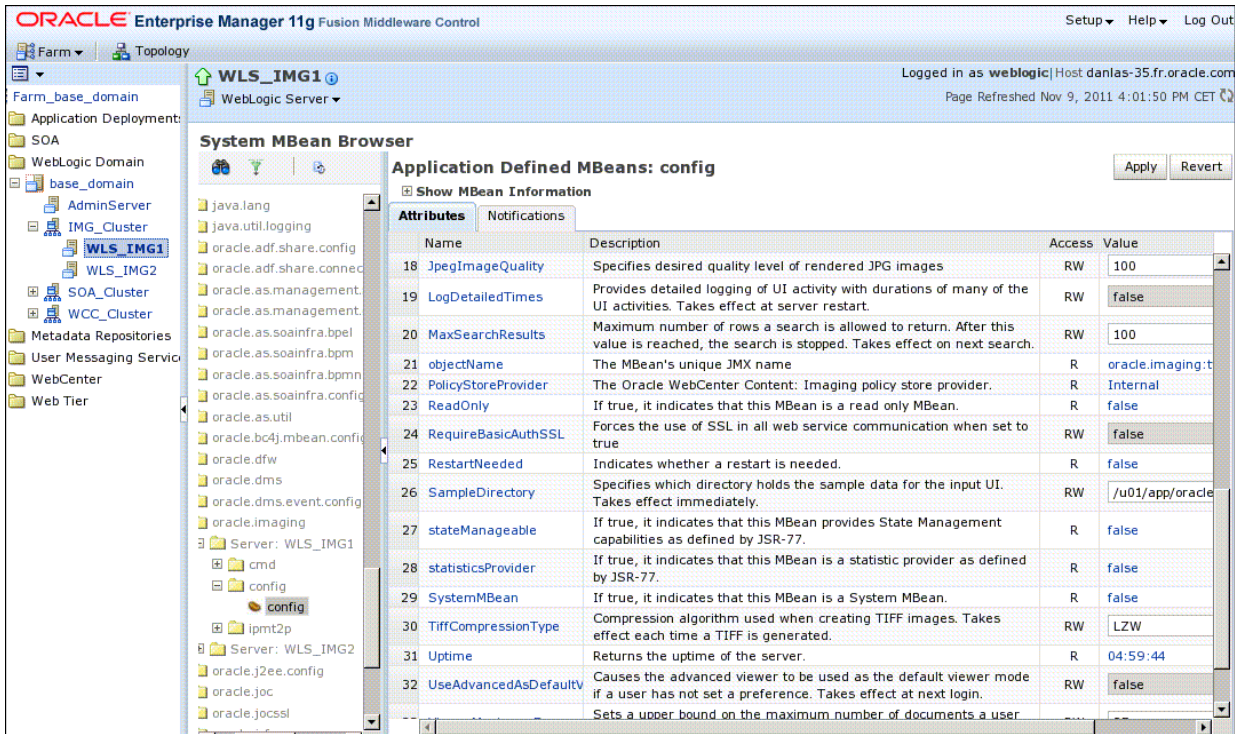 ORACLE Enterprise Manager 11g Fusion Middleware Control
Setup Help Log Out
Farm Topology
WLS_IMG1
Logged in as weblogic|Host danlas-35.fr.oracle.com
WebLogic Server
Page Refreshed Nov 9, 2011 4:01:50 PM CET
Farm_base_domain
Application Deployments
SOA
WebLogic Domain
base_domain
AdminServer
IMG_Cluster
WLS_IMG1
WLS_IMG2
SOA_Cluster
WCC_Cluster
Metadata Repositories
User Messaging Servic
WebCenter
Web Tier
System MBean Browser
java.lang
java.util.logging
oracle.adf.share.config
oracle.adf.share.connec
oracle.as.management.
oracle.as.management.
oracle.as.soainfra.bpel
oracle.as.soainfra.bpm
oracle.as.soainfra.bpmn
oracle.as.soainfra.config
oracle.as.util
oracle.bc4j.mbean.config
oracle.dfw
oracle.dms
oracle.dms.event.config
oracle.imaging
Server: WLS_IMG1
cmd
config
config
ipmt2p
Server: WLS_IMG2
oracle.j2ee.config
oracle.joc
oracle.jocssl
Application Defined MBeans: config
Apply Revert
Show MBean Information
Attributes Notifications
Name Description Access Value
18 JpegImageQuality Specifies desired quality level of rendered JPG images RW 100
19 LogDetailedTimes Provides detailed logging of UI activity with durations of many of the RW false
UI activities. Takes effect at server restart.
20 MaxSearchResults Maximum number of rows a search is allowed to return. After this RW 100
value is reached, the search is stopped. Takes effect on next search.
21 objectName The MBean's unique JMX name R oracle.imaging:t
22 PolicyStoreProvider The Oracle WebCenter Content: Imaging policy store provider. R Internal
23 ReadOnly If true, it indicates that this MBean is a read only MBean. R false
24 RequireBasicAuthSSL Forces the use of SSL in all web service communication when set to RW false
true
25 RestartNeeded Indicates whether a restart is needed. R false
26 SampleDirectory Specifies which directory holds the sample data for the input UI. RW /u01/app/oracle
Takes effect immediately.
27 stateManageable If true, it indicates that this MBean provides State Management R false
capabilities as defined by JSR-77.
28 statisticsProvider If true, it indicates that this MBean is a statistic provider as defined R false
by JSR-77.
29 SystemMBean If true, it indicates that this MBean is a System MBean. R false
30 TiffCompressionType Compression algorithm used when creating TIFF images. Takes RW LZW
effect each time a TIFF is generated.
31 Uptime Returns the uptime of the server. R 04:59:44
32 UseAdvancedAsDefaultV Causes the advanced viewer to be used as the default viewer mode RW false
if a user has not set a preference. Takes effect at next login.
Sets a upper bound on the maximum number of documents a user